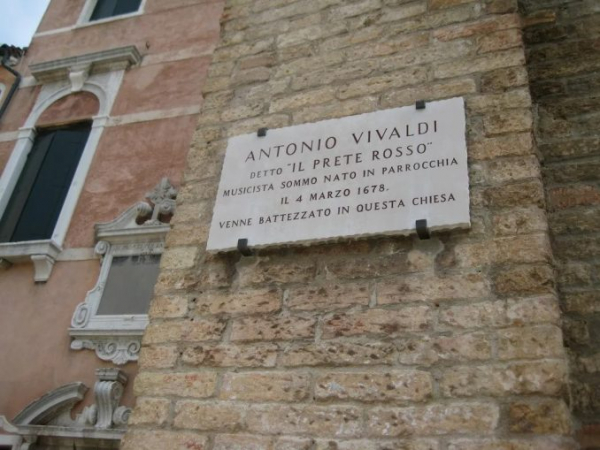 ANTONIO VIVALDI
DETTO "IL PRETE ROSSO"
MUSICISTA SOMMO NATO IN PARROCCHIA
IL 4 MARZO 1678.
VENNE BATTEZZATO IN QUESTA CHIESA